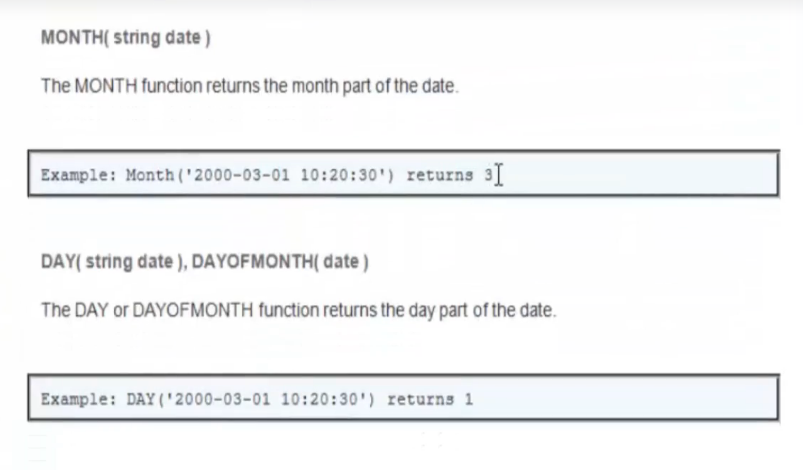 MONTH( string date )
The MONTH function returns the month part of the date.
Example: Month('2000-03-01 10:20:30') returns 3
DAY( string date ), DAYOFMONTH( date )
The DAY or DAYOFMONTH function returns the day part of the date.
Example: DAY('2000-03-01 10:20:30') returns 1